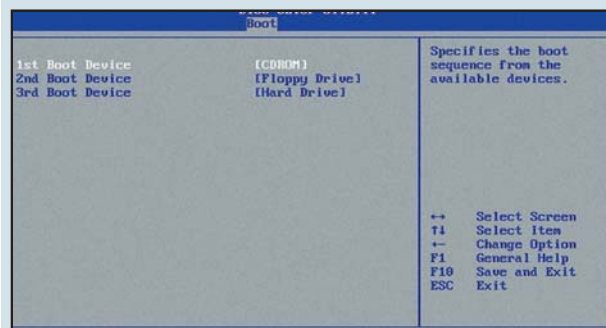 Boot
1st Boot Device [CDROM]
2nd Boot Device [Floppy Drive]
3rd Boot Device [Hard Drive]
Specifies the boot
sequence from the
available devices.
↔ Select Screen
↑↓ Select Item
←- Change Option
F1 General Help
F10 Save and Exit
ESC Exit